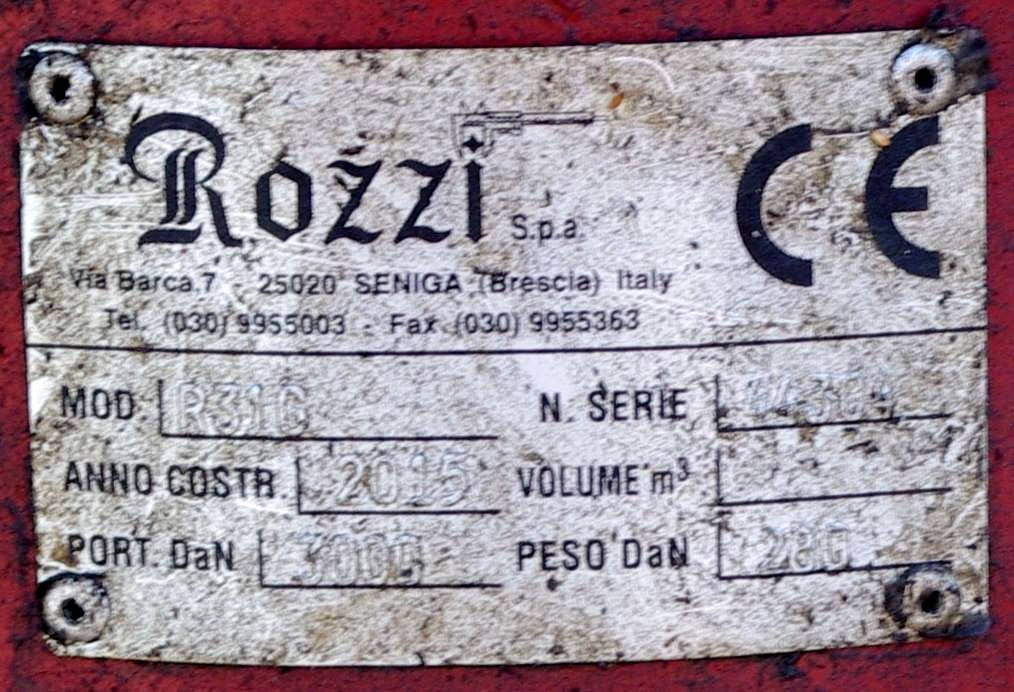 Rozzi S.p.a. CE
Via Barca.7 - 25020 SENIGA (Brescia) Italy
Tel. (030) 9955003 - Fax (030) 9955363
MOD. N. SERIE
ANNO COSTR. 2015 VOLUME m³
PORT. DaN 3000 PESO DaN 280